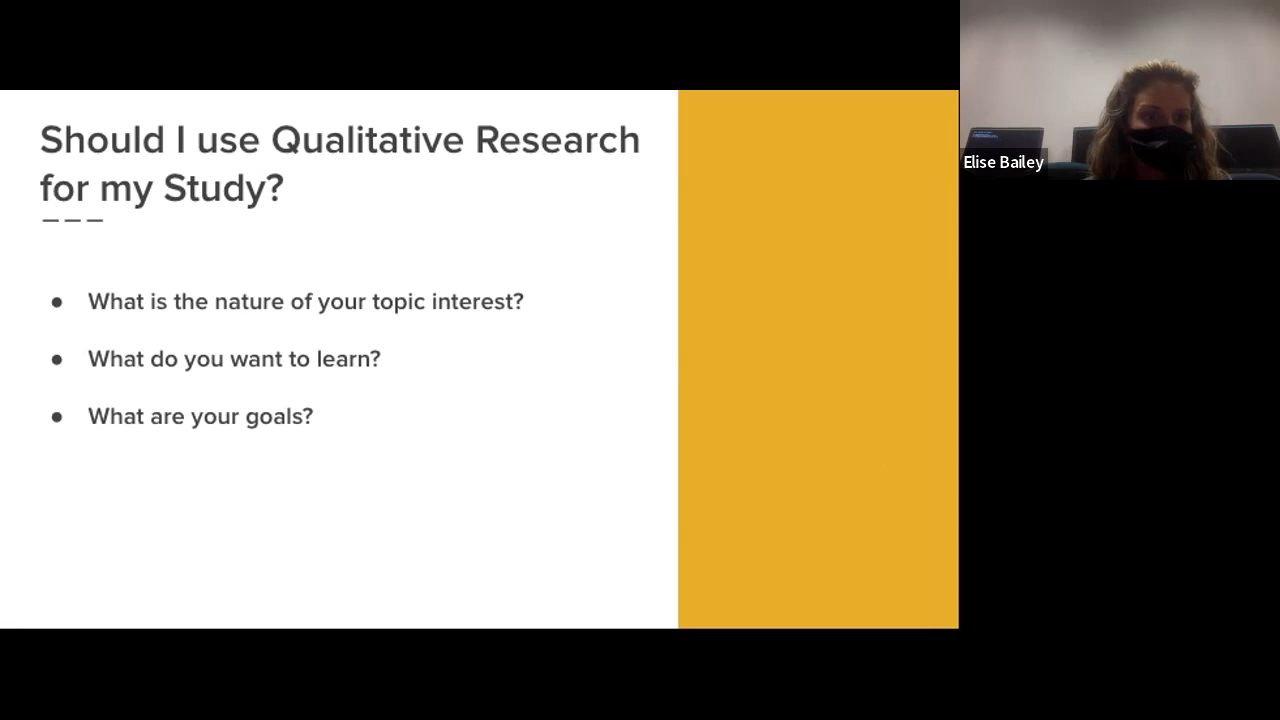 Should I use Qualitative Research
for my Study?
● What is the nature of your topic interest?
● What do you want to learn?
● What are your goals?
Elise Bailey